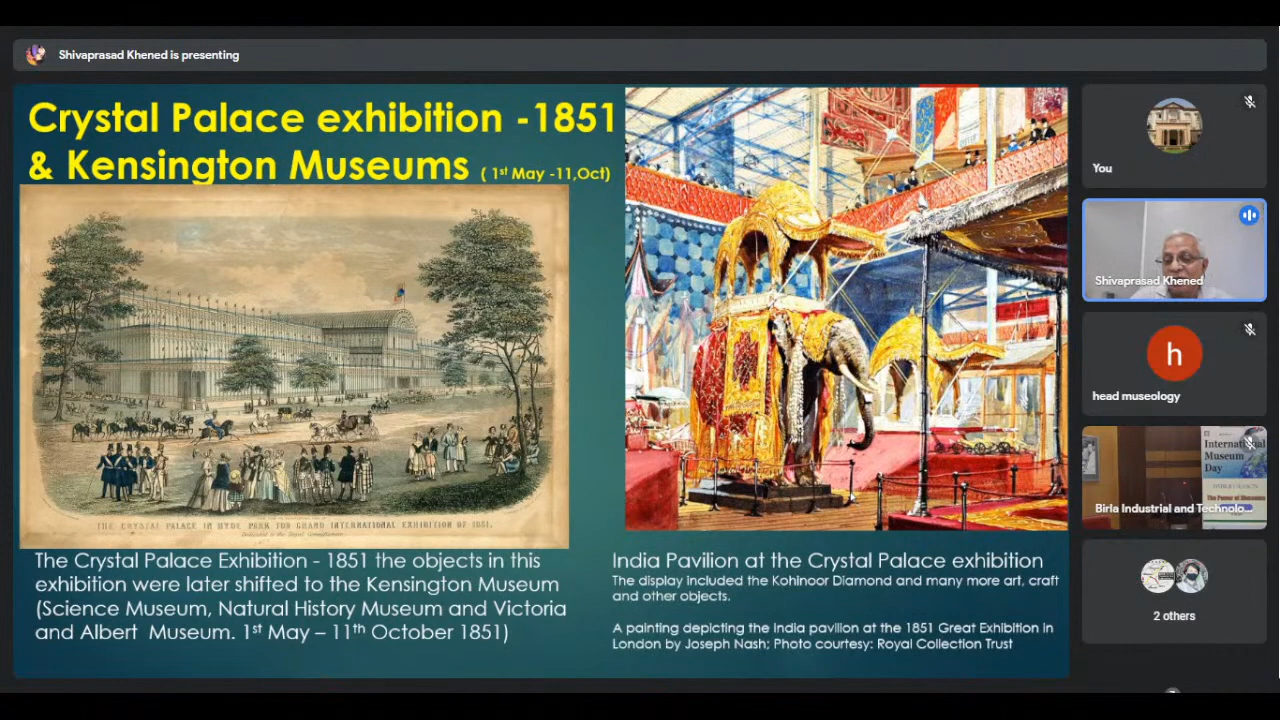 Shivaprasad Khened is presenting
Crystal Palace exhibition -1851
& Kensington Museums ( 1st May -11,Oct)
THE CRYSTAL PALACE IN HYDE PARK FOR GRAND INTERNATIONAL EXHIBITION OF 1851.
The Crystal Palace Exhibition - 1851 the objects in this
exhibition were later shifted to the Kensington Museum
(Science Museum, Natural History Museum and Victoria
and Albert Museum. 1st May – 11th October 1851)
India Pavilion at the Crystal Palace exhibition
The display included the Kohinoor Diamond and many more art, craft
and other objects.
A painting depicting the India pavilion at the 1851 Great Exhibition in
London by Joseph Nash; Photo courtesy: Royal Collection Trust
You
Shivaprasad Khened
h
head museology
International
Museum
Day
The Power of Museums
Birla Industrial and Technolo...
2 others